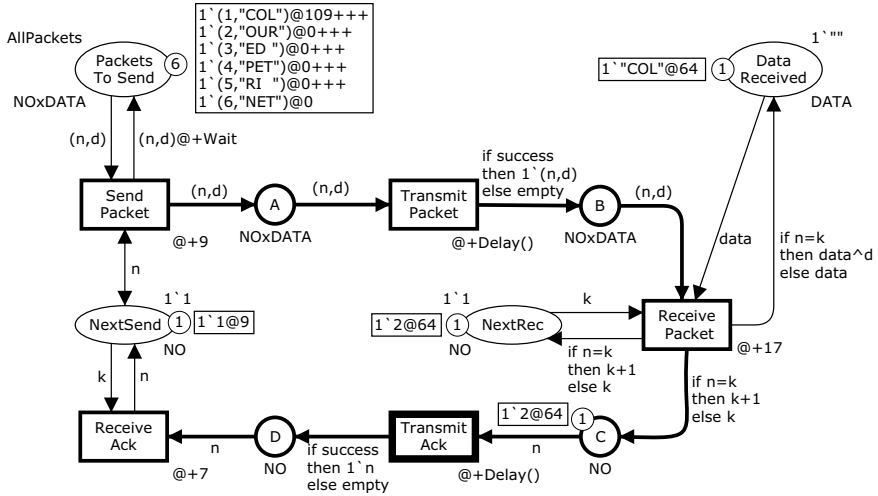 AllPackets
Packets
To Send
6
1`(1,"COL")@109+++
1`(2,"OUR")@0+++
1`(3,"ED ")@0+++
1`(4,"PET")@0+++
1`(5,"RI  ")@0+++
1`(6,"NET")@0
NOxDATA
1`""
1`"COL"@64
1
Data
Received
DATA
(n,d)
(n,d)@+Wait
Send
Packet
@+9
(n,d)
A
NOxDATA
(n,d)
Transmit
Packet
@+Delay()
if success
then 1`(n,d)
else empty
B
NOxDATA
(n,d)
data
if n=k
then data^d
else data
n
1`1
NextSend
1
1`1@9
NO
1`1
1`2@64
1
NextRec
NO
k
if n=k
then k+1
else k
Receive
Packet
@+17
k
n
if n=k
then k+1
else k
Receive
Ack
@+7
n
D
NO
if success
then 1`n
else empty
Transmit
Ack
@+Delay()
1`2@64
1
n
C
NO